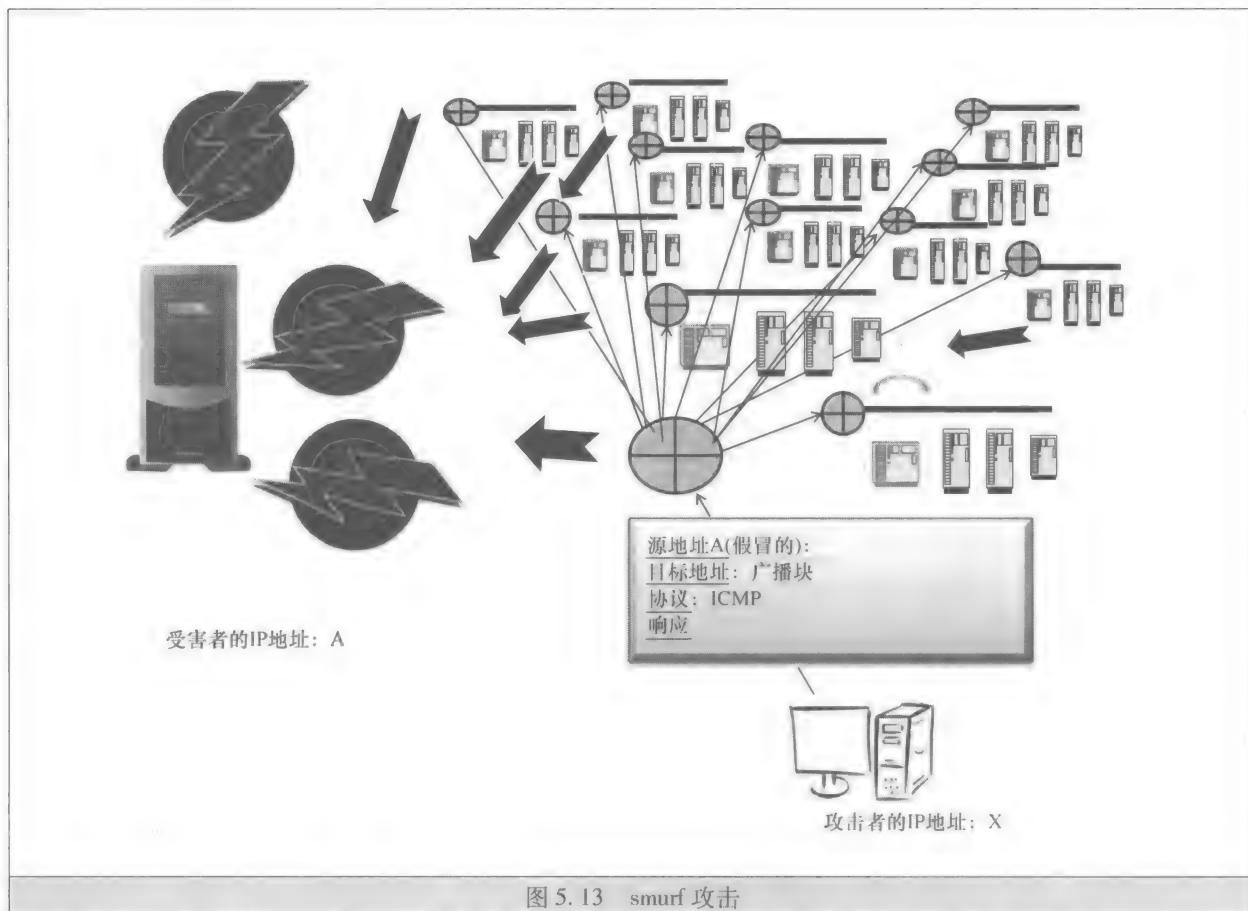 源地址A(假冒的):
目标地址: 广播块
协议: ICMP
响应
受害者的IP地址: A
攻击者的IP地址: X
图 5.13 smurf 攻击